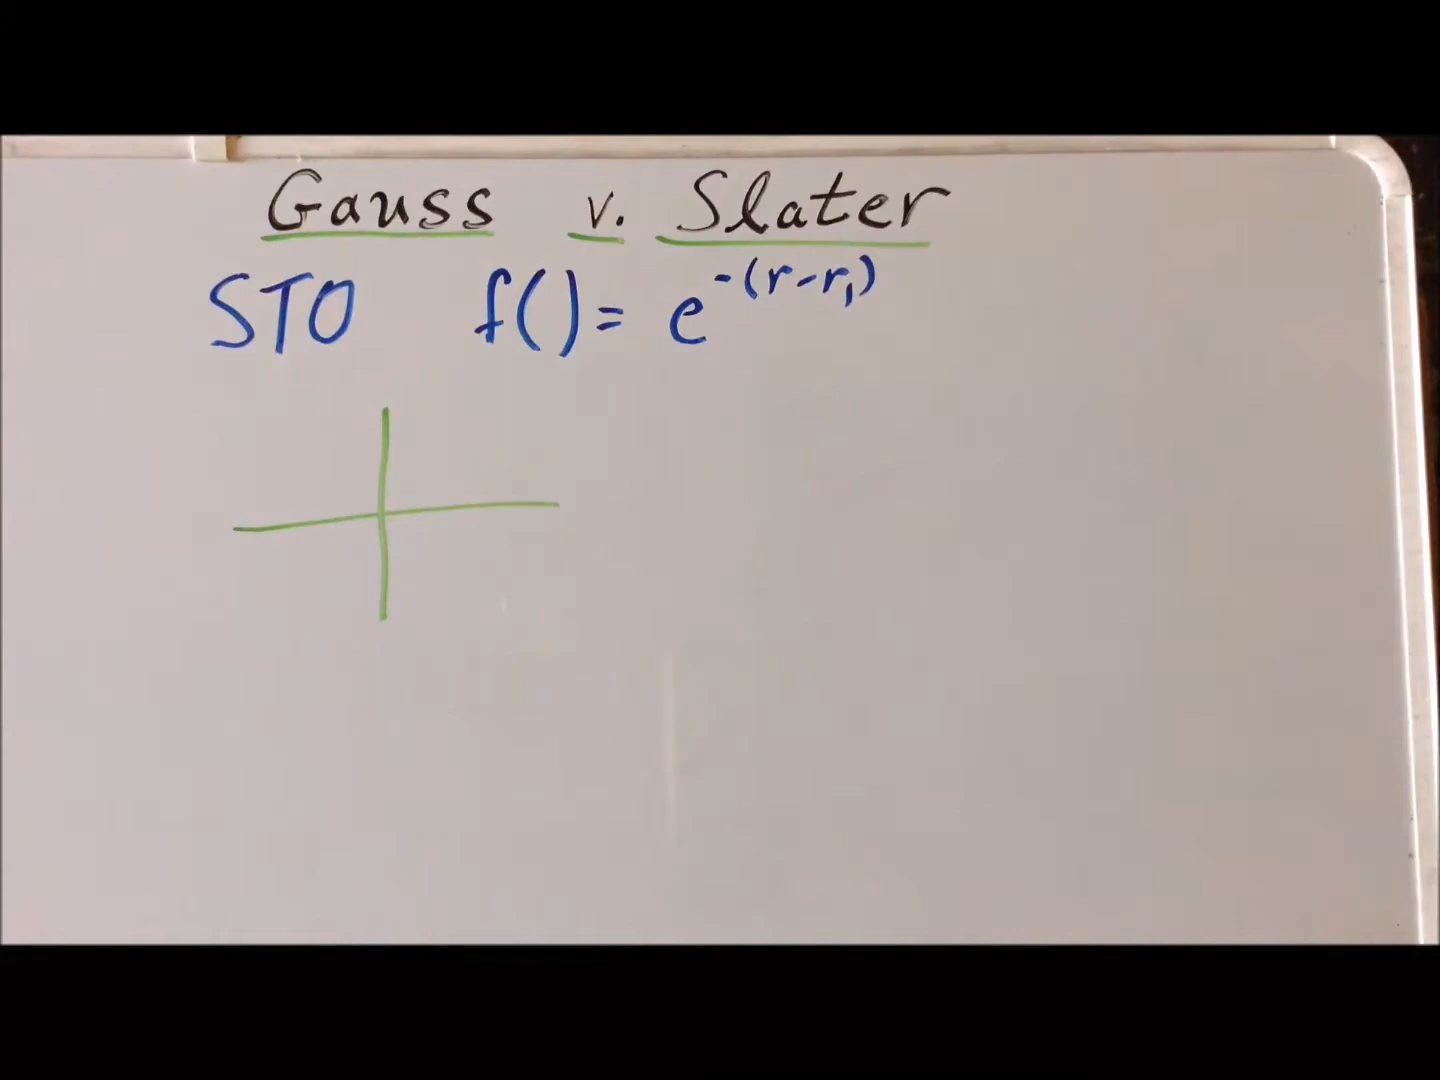 Gauss v. Slater
STO f()= e^-(r-r₁)